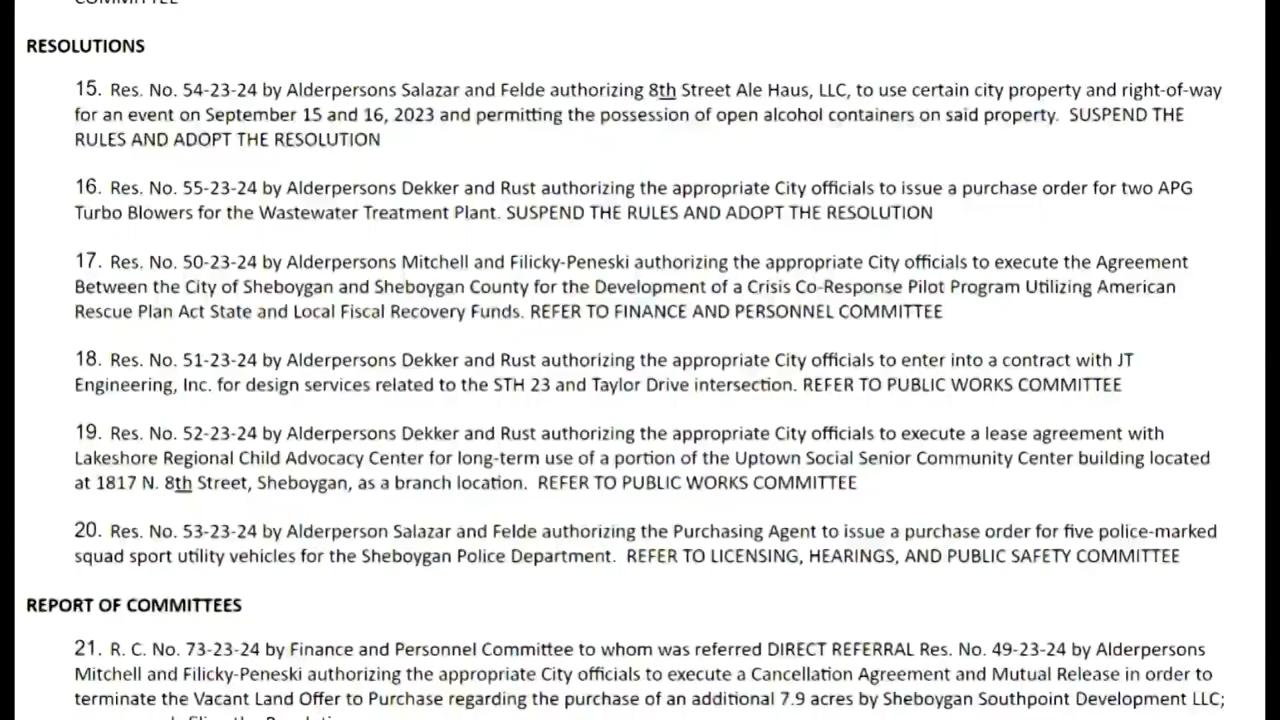 COMMITTEE
RESOLUTIONS
15. Res. No. 54-23-24 by Alderpersons Salazar and Felde authorizing 8th Street Ale Haus, LLC, to use certain city property and right-of-way
for an event on September 15 and 16, 2023 and permitting the possession of open alcohol containers on said property. SUSPEND THE
RULES AND ADOPT THE RESOLUTION
16. Res. No. 55-23-24 by Alderpersons Dekker and Rust authorizing the appropriate City officials to issue a purchase order for two APG
Turbo Blowers for the Wastewater Treatment Plant. SUSPEND THE RULES AND ADOPT THE RESOLUTION
17. Res. No. 50-23-24 by Alderpersons Mitchell and Filicky-Peneski authorizing the appropriate City officials to execute the Agreement
Between the City of Sheboygan and Sheboygan County for the Development of a Crisis Co-Response Pilot Program Utilizing American
Rescue Plan Act State and Local Fiscal Recovery Funds. REFER TO FINANCE AND PERSONNEL COMMITTEE
18. Res. No. 51-23-24 by Alderpersons Dekker and Rust authorizing the appropriate City officials to enter into a contract with JT
Engineering, Inc. for design services related to the STH 23 and Taylor Drive intersection. REFER TO PUBLIC WORKS COMMITTEE
19. Res. No. 52-23-24 by Alderpersons Dekker and Rust authorizing the appropriate City officials to execute a lease agreement with
Lakeshore Regional Child Advocacy Center for long-term use of a portion of the Uptown Social Senior Community Center building located
at 1817 N. 8th Street, Sheboygan, as a branch location. REFER TO PUBLIC WORKS COMMITTEE
20. Res. No. 53-23-24 by Alderperson Salazar and Felde authorizing the Purchasing Agent to issue a purchase order for five police-marked
squad sport utility vehicles for the Sheboygan Police Department. REFER TO LICENSING, HEARINGS, AND PUBLIC SAFETY COMMITTEE
REPORT OF COMMITTEES
21. R. C. No. 73-23-24 by Finance and Personnel Committee to whom was referred DIRECT REFERRAL Res. No. 49-23-24 by Alderpersons
Mitchell and Filicky-Peneski authorizing the appropriate City officials to execute a Cancellation Agreement and Mutual Release in order to
terminate the Vacant Land Offer to Purchase regarding the purchase of an additional 7.9 acres by Sheboygan Southpoint Development LLC;